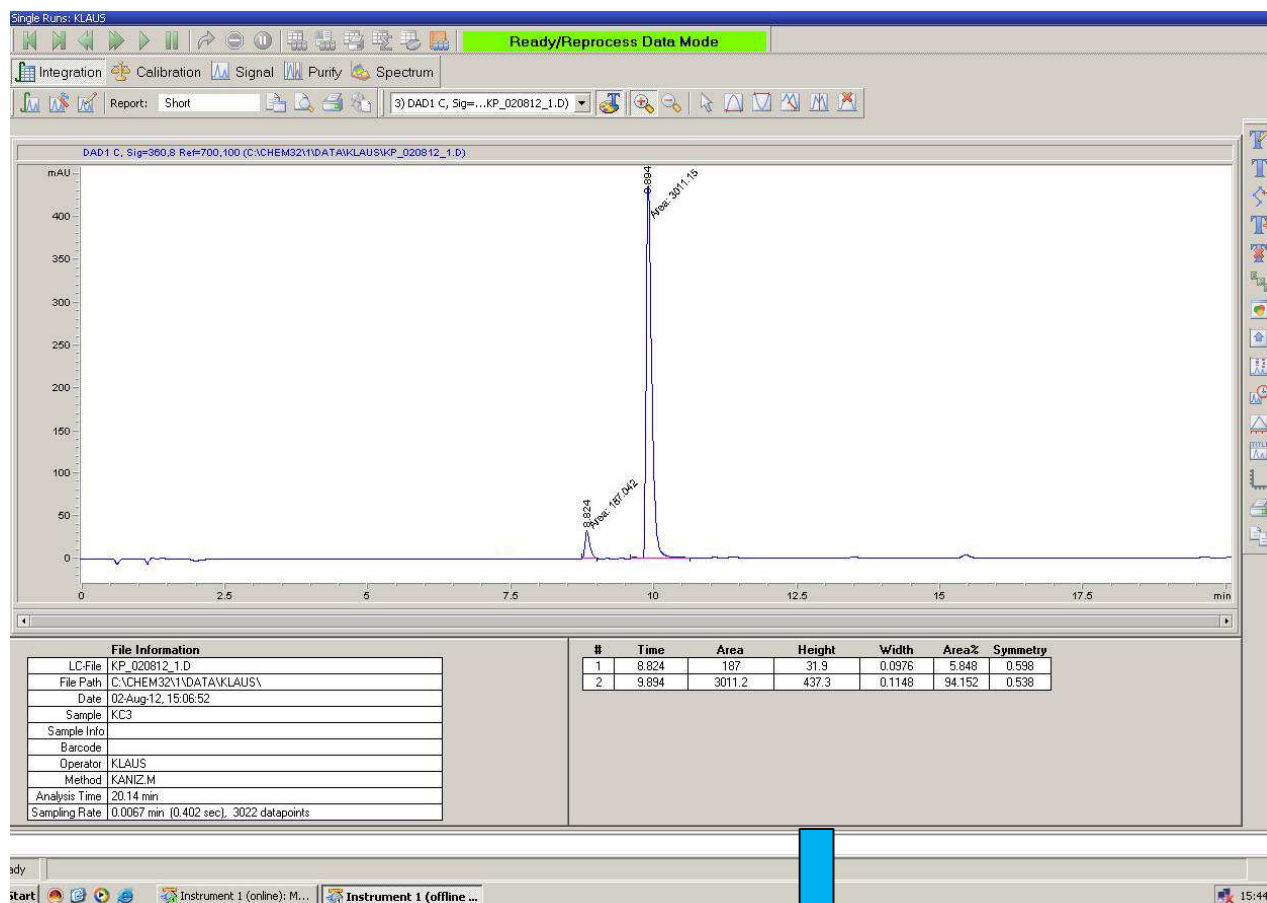 Single Runs: KLAUS
Ready/Reprocess Data Mode
Integration Calibration Signal Purify Spectrum
Report: Short 3) DAD1 C, Sig=...KP_020812_1.D)
DAD1 C, Sig=360,8 Ref=700,100 (C:\CHEM32\1\DATA\KLAUS\KP_020812_1.D)
mAU
400
350
300
250
200
150
100
50
0
8.824
Area: 187.042
9.894
Area: 3011.15
0 2.5 5 7.5 10 12.5 15 17.5 min
File Information
LC-File KP_020812_1.D
File Path C:\CHEM32\1\DATA\KLAUS\
Date 02-Aug-12, 15:06:52
Sample KC3
Sample Info
Barcode
Operator KLAUS
Method KANIZ.M
Analysis Time 20.14 min
Sampling Rate 0.0067 min (0.402 sec), 3022 datapoints
# Time Area Height Width Area% Symmetry
1 8.824 187 31.9 0.0976 5.848 0.598
2 9.894 3011.2 437.3 0.1148 94.152 0.538
ady
start Instrument 1 (online): M... Instrument 1 (offline ... 15:44